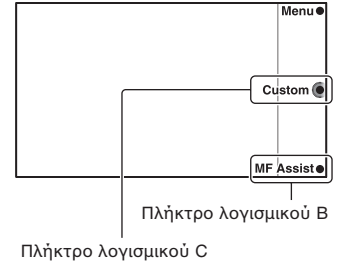 Menu
Custom
MF Assist
Πλήκτρο λογισμικού B
Πλήκτρο λογισμικού C